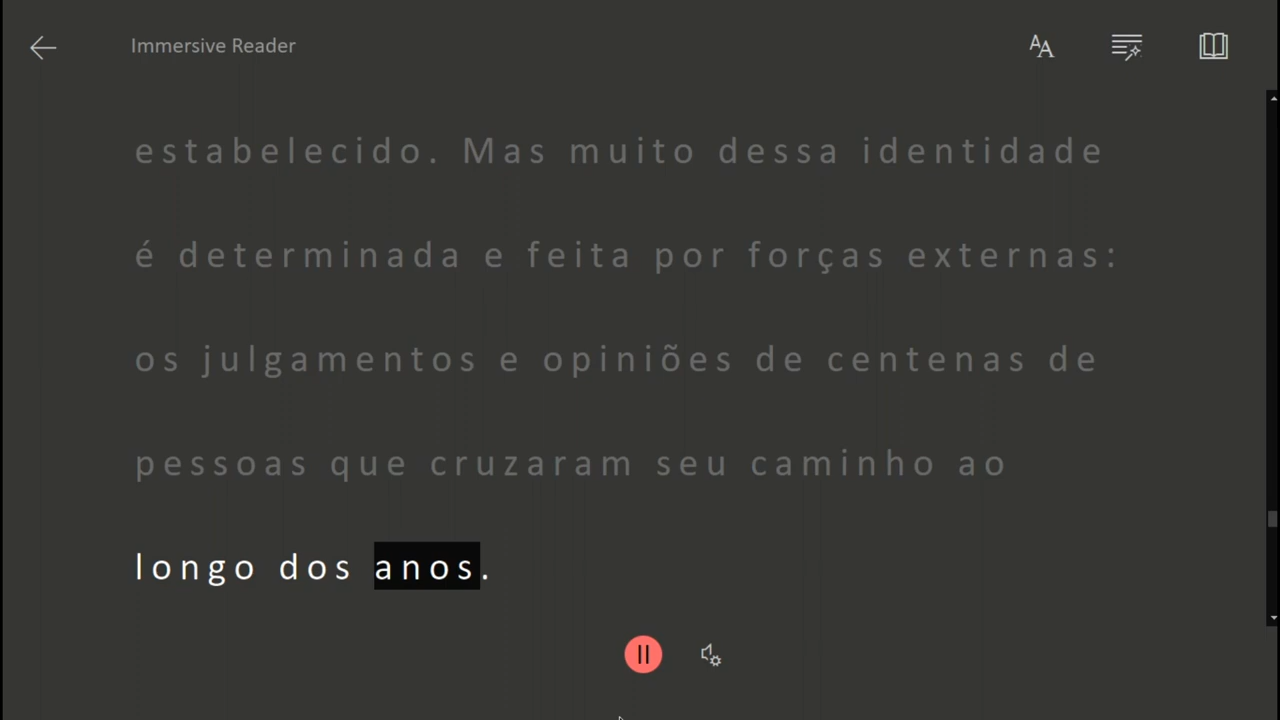 Immersive Reader
estabelecido. Mas muito dessa identidade
é determinada e feita por forças externas:
os julgamentos e opiniões de centenas de
pessoas que cruzaram seu caminho ao
longo dos anos.